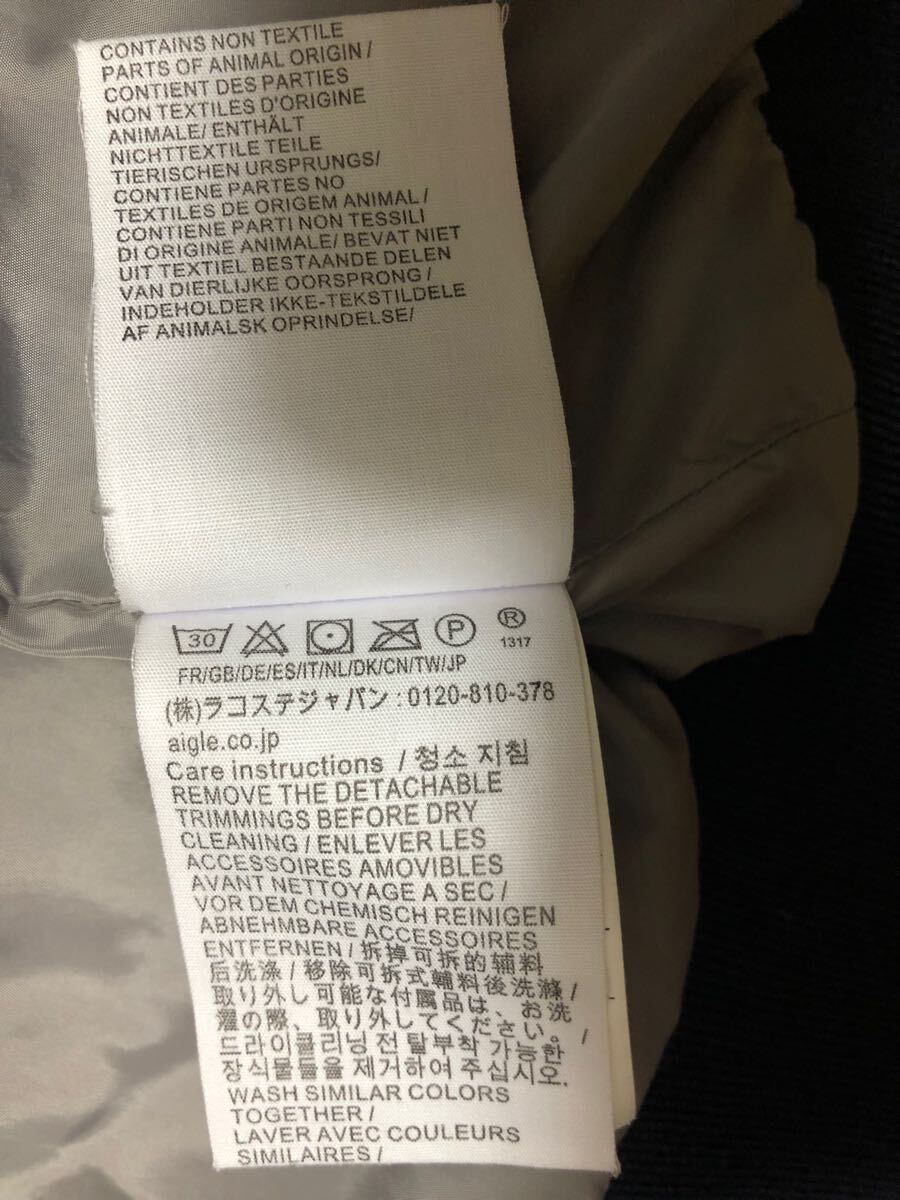 CONTAINS NON TEXTILE
PARTS OF ANIMAL ORIGIN /
CONTIENT DES PARTIES
NON TEXTILES D'ORIGINE
ANIMALE/ ENTHÄLT
NICHTTEXTILE TEILE
TIERISCHEN URSPRUNGS/
CONTIENE PARTES NO
TEXTILES DE ORIGEM ANIMAL /
CONTIENE PARTI NON TESSILI
DI ORIGINE ANIMALE/ BEVAT NIET
UIT TEXTIEL BESTAANDE DELEN
VAN DIERLIJKE OORSPRONG /
INDEHOLDER IKKE-TEKSTILDELE
AF ANIMALSK OPRINDELSE/
30 P ®
1317
FR/GB/DE/ES/IT/NL/DK/CN/TW/JP
(株)ラコステジャパン : 0120-810-378
aigle.co.jp
Care instructions / 청소 지침
REMOVE THE DETACHABLE
TRIMMINGS BEFORE DRY
CLEANING / ENLEVER LES
ACCESSOIRES AMOVIBLES
AVANT NETTOYAGE A SEC /
VOR DEM CHEMISCH REINIGEN
ABNEHMBARE ACCESSOIRES
ENTFERNEN / 拆掉可拆的辅料
后洗涤 / 移除可拆式輔料後洗滌 /
取り外し可能な付属品は、お洗
濯の際、取り外してください。 /
드라이클리닝 전 탈부착 가능한
장식물들을 제거하여 주십시오.
WASH SIMILAR COLORS
TOGETHER /
LAVER AVEC COULEURS
SIMILAIRES /